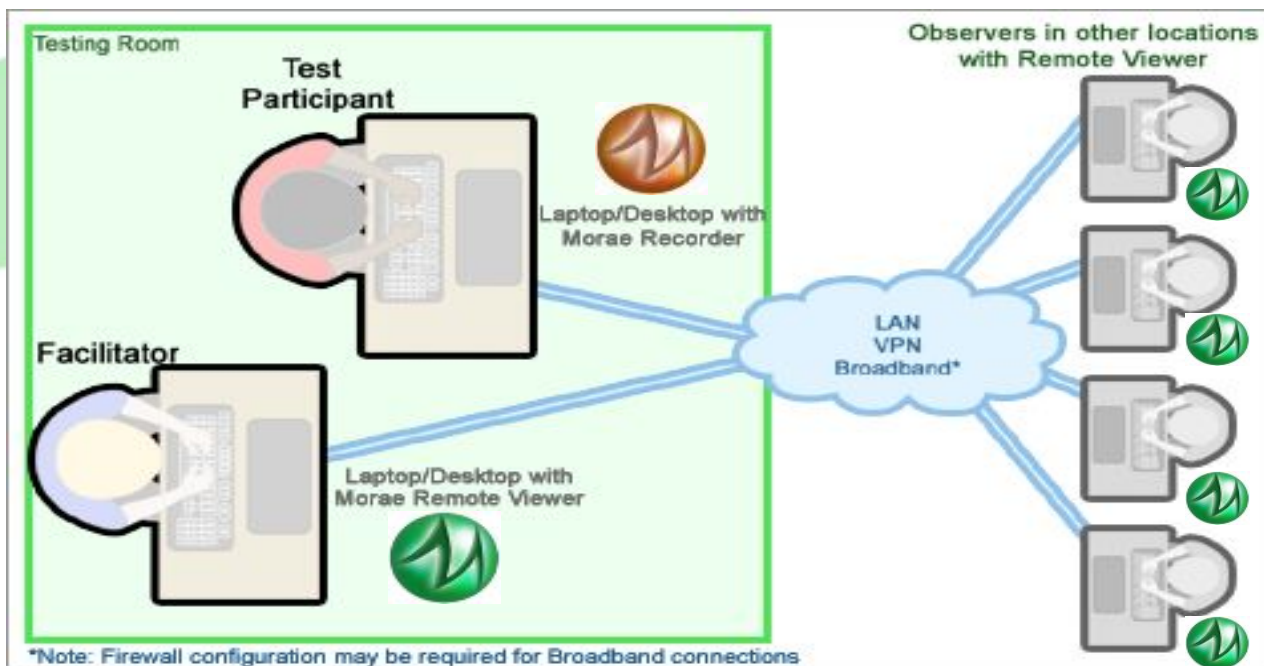 Testing Room
Test
Participant
Laptop/Desktop with
Morae Recorder
Facilitator
Laptop/Desktop with
Morae Remote Viewer
LAN
VPN
Broadband*
Observers in other locations
with Remote Viewer
*Note: Firewall configuration may be required for Broadband connections